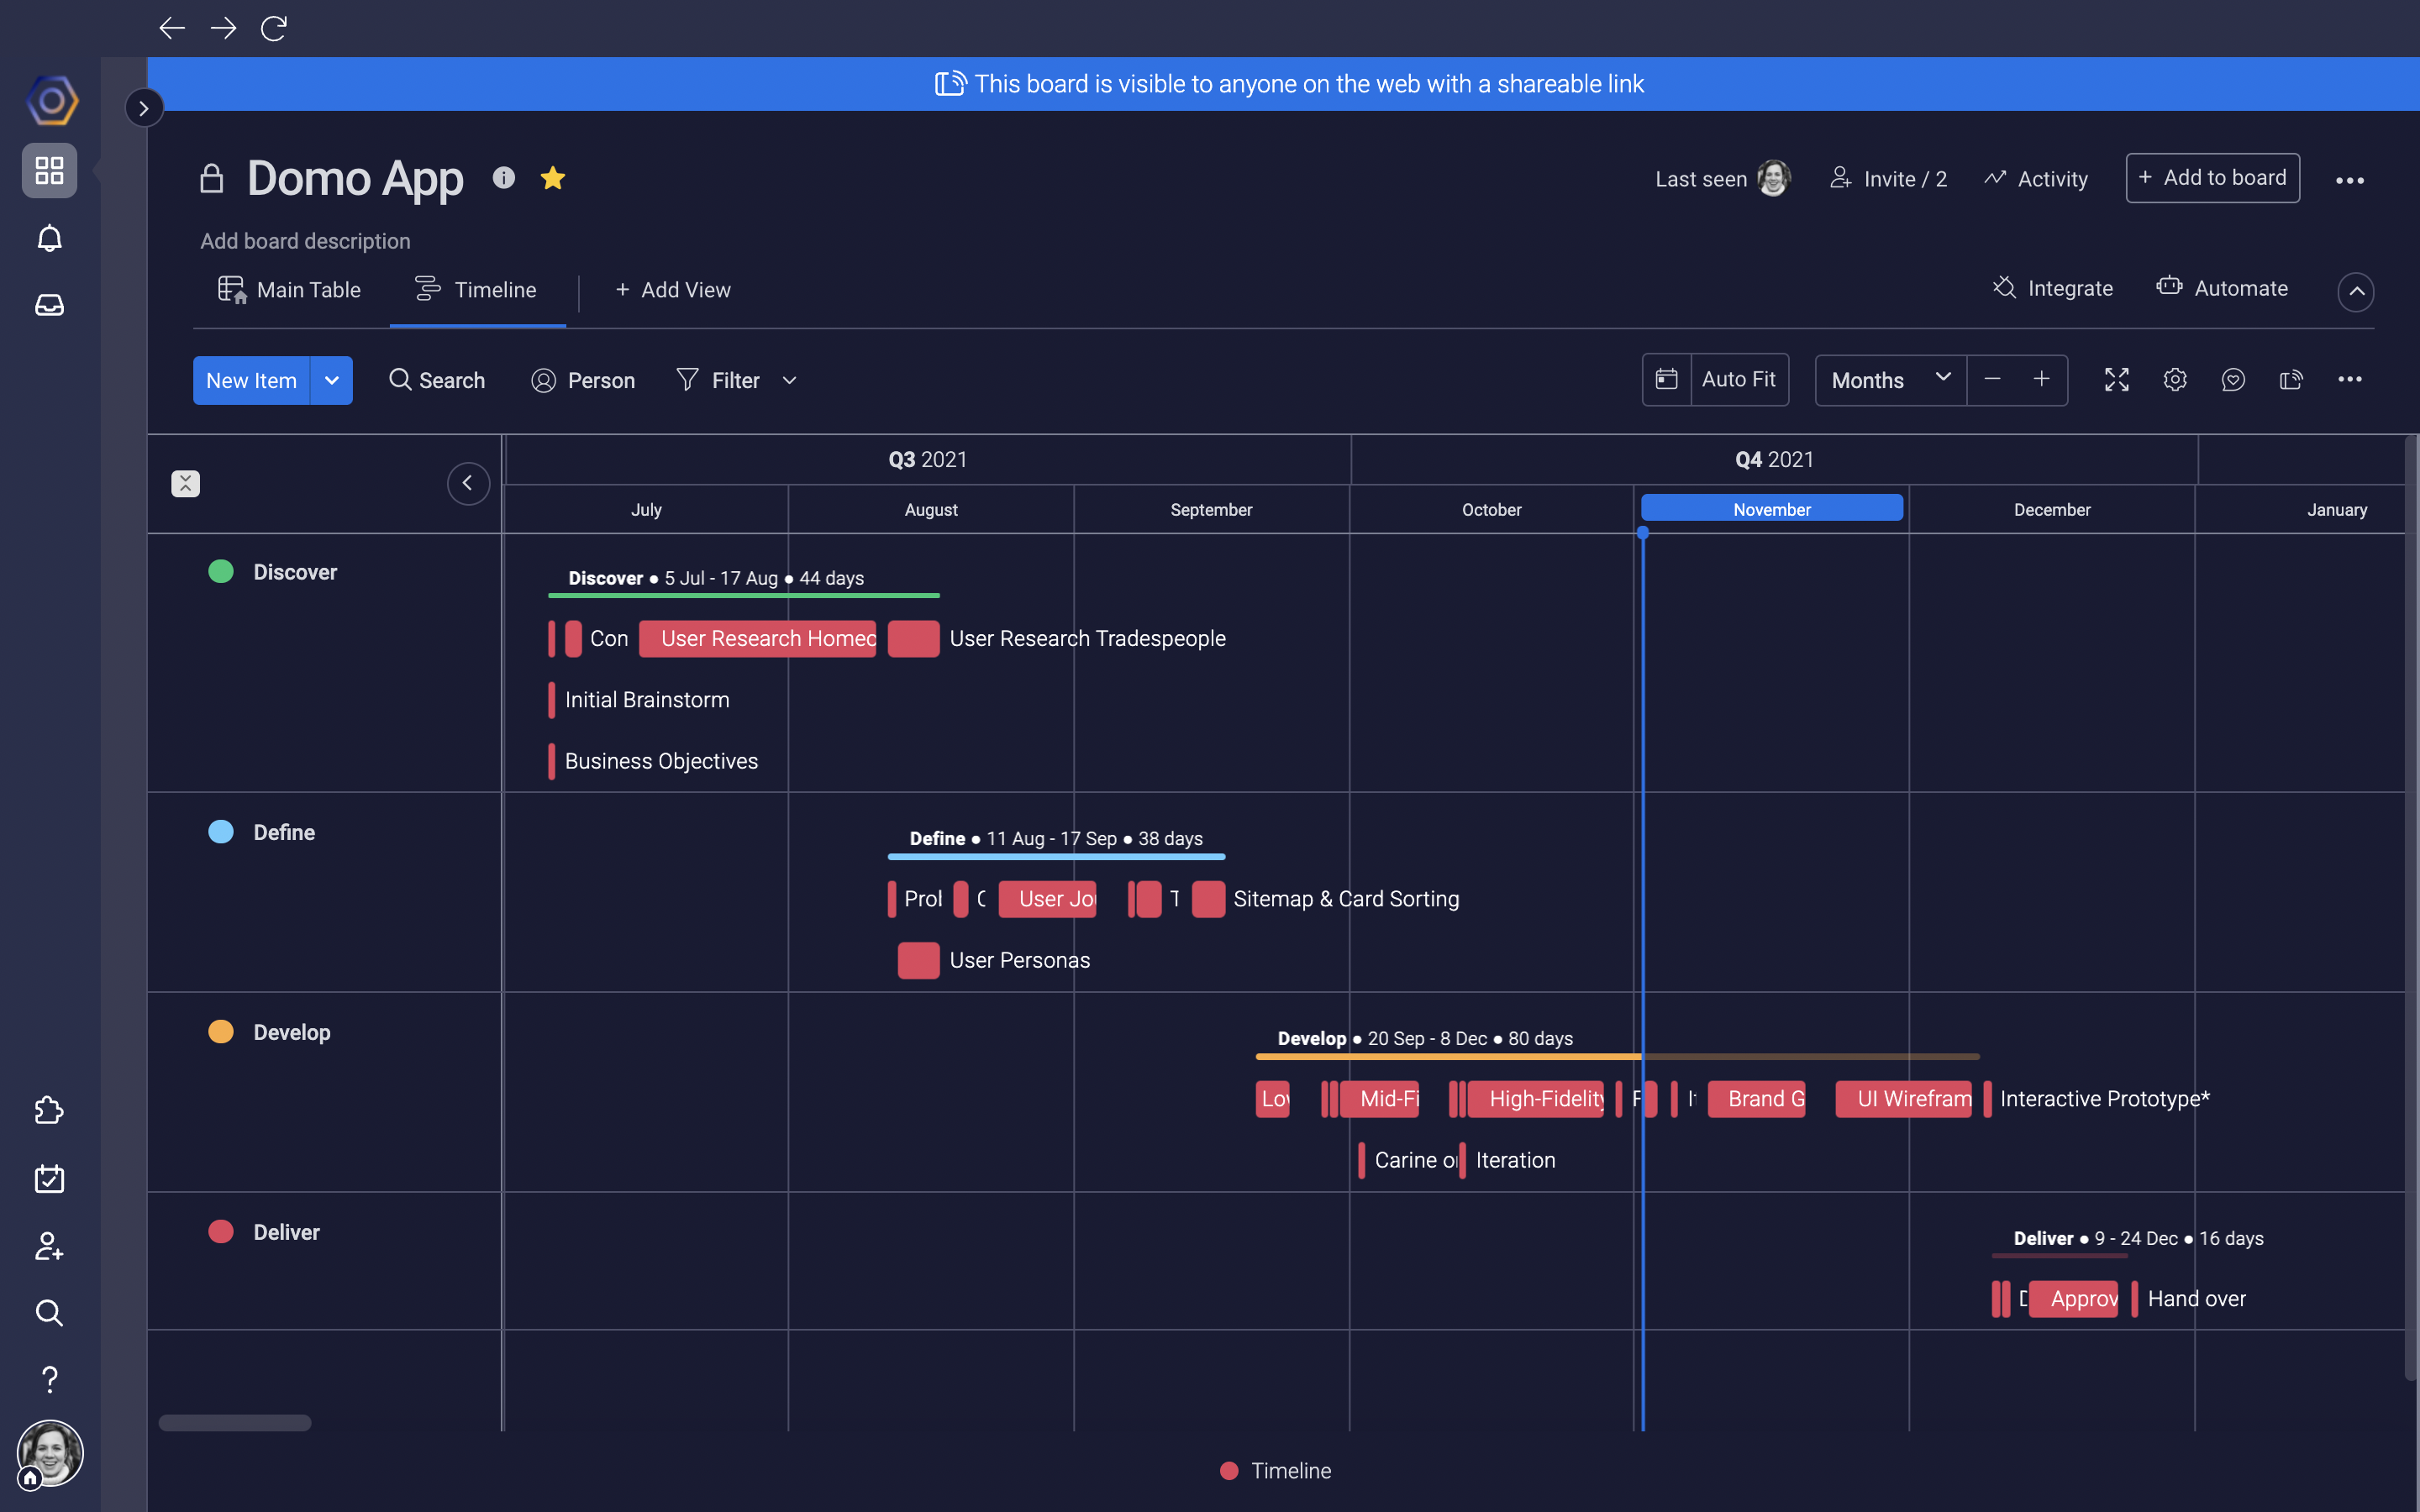 This board is visible to anyone on the web with a shareable link
Domo App
Last seen
Invite / 2
Activity
+ Add to board
Add board description
Main Table
Timeline
+ Add View
Integrate
Automate
New Item
Search
Person
Filter
Auto Fit
Months
Q3 2021
Q4 2021
July
August
September
October
November
December
January
Discover
Discover • 5 Jul - 17 Aug • 44 days
Con
User Research Homec
User Research Tradespeople
Initial Brainstorm
Business Objectives
Define
Define • 11 Aug - 17 Sep • 38 days
User Jo
Sitemap & Card Sorting
User Personas
Develop
Develop • 20 Sep - 8 Dec • 80 days
Mid-Fi
High-Fidelity
Brand G
UI Wirefram
Interactive Prototype*
Carine
Iteration
Deliver
Deliver • 9 - 24 Dec • 16 days
Approv
Hand over
Timeline